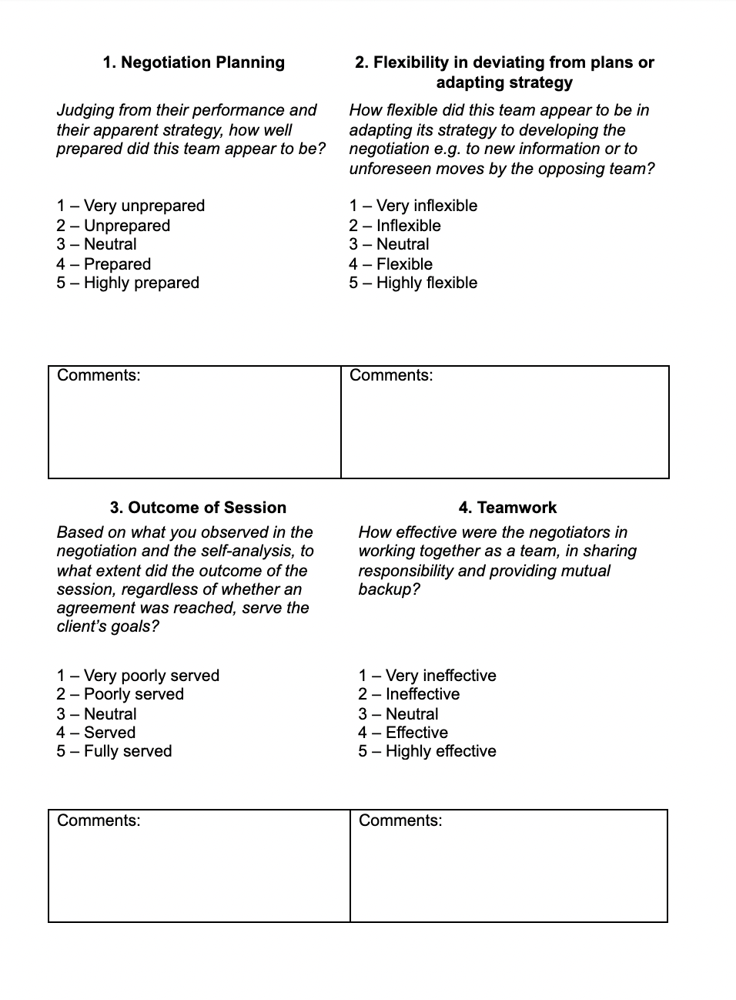 1. Negotiation Planning
Judging from their performance and
their apparent strategy, how well
prepared did this team appear to be?
1 – Very unprepared
2 – Unprepared
3 – Neutral
4 – Prepared
5 – Highly prepared
2. Flexibility in deviating from plans or
adapting strategy
How flexible did this team appear to be in
adapting its strategy to developing the
negotiation e.g. to new information or to
unforeseen moves by the opposing team?
1 – Very inflexible
2 – Inflexible
3 – Neutral
4 – Flexible
5 – Highly flexible
Comments:
Comments:
3. Outcome of Session
Based on what you observed in the
negotiation and the self-analysis, to
what extent did the outcome of the
session, regardless of whether an
agreement was reached, serve the
client’s goals?
1 – Very poorly served
2 – Poorly served
3 – Neutral
4 – Served
5 – Fully served
4. Teamwork
How effective were the negotiators in
working together as a team, in sharing
responsibility and providing mutual
backup?
1 – Very ineffective
2 – Ineffective
3 – Neutral
4 – Effective
5 – Highly effective
Comments:
Comments: